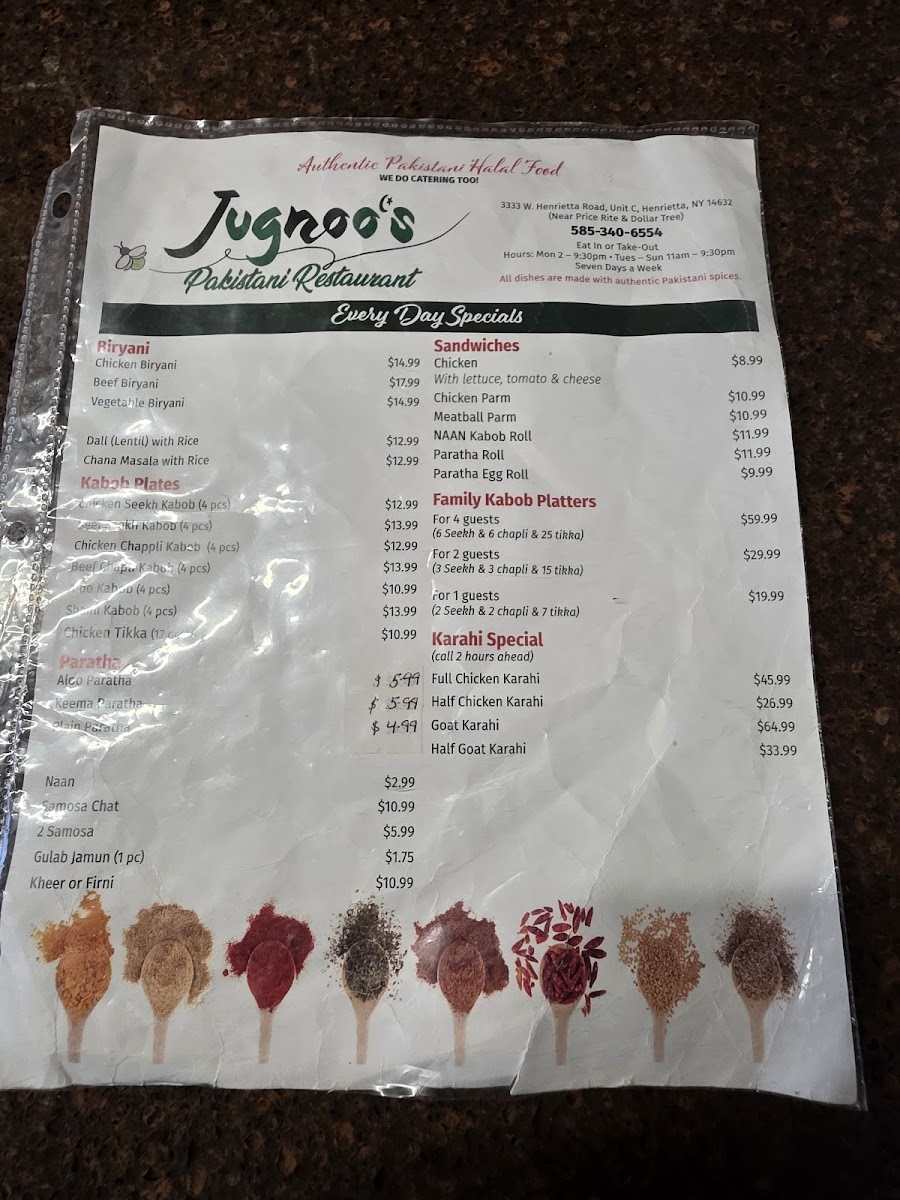 Authentic Pakistani Halal Food
WE DO CATERING TOO!
Jugnoo's
Pakistani Restaurant
3333 W. Henrietta Road, Unit C, Henrietta, NY 14632
(Near Price Rite & Dollar Tree)
585-340-6554
Eat In or Take-Out
Hours: Mon 2 – 9:30pm • Tues – Sun 11am – 9:30pm
Seven Days a Week
All dishes are made with authentic Pakistani spices.
Every Day Specials
Biryani
Chicken Biryani $14.99
Beef Biryani $17.99
Vegetable Biryani $14.99
Dall (Lentil) with Rice $12.99
Chana Masala with Rice $12.99
Kabob Plates
Chicken Seekh Kabob (4 pcs) $12.99
Beef Seekh Kabob (4 pcs) $13.99
Chicken Chappli Kabob (4 pcs) $12.99
Beef Chapli Kabob (4 pcs) $13.99
Aloo Kabob (4 pcs) $10.99
Shami Kabob (4 pcs) $13.99
Chicken Tikka (12 pcs $10.99
Paratha
Aloo Paratha $ 5.99
Keema Paratha $ 5.99
Plain Paratha $ 4.99
Naan $2.99
Samosa Chat $10.99
2 Samosa $5.99
Gulab Jamun (1 pc) $1.75
Kheer or Firni $10.99
Sandwiches
Chicken $8.99
With lettuce, tomato & cheese
Chicken Parm $10.99
Meatball Parm $10.99
NAAN Kabob Roll $11.99
Paratha Roll $11.99
Paratha Egg Roll $9.99
Family Kabob Platters
For 4 guests $59.99
(6 Seekh & 6 chapli & 25 tikka)
For 2 guests $29.99
(3 Seekh & 3 chapli & 15 tikka)
For 1 guests $19.99
(2 Seekh & 2 chapli & 7 tikka)
Karahi Special
(call 2 hours ahead)
Full Chicken Karahi $45.99
Half Chicken Karahi $26.99
Goat Karahi $64.99
Half Goat Karahi $33.99